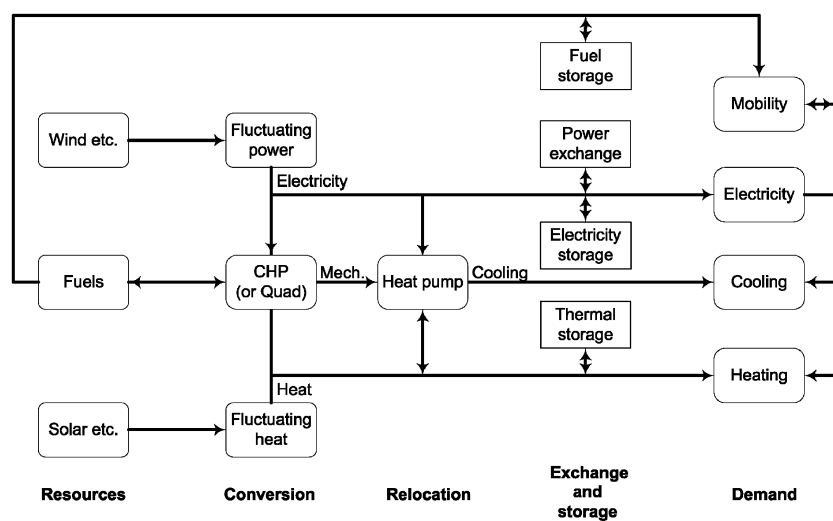 Fuel
storage
Mobility
Wind etc.
Fluctuating
power
Power
exchange
Electricity
Electricity
Electricity
storage
Fuels
CHP
(or Quad)
Mech.
Heat pump
Cooling
Cooling
Thermal
storage
Heating
Heat
Solar etc.
Fluctuating
heat
Resources
Conversion
Relocation
Exchange
and
storage
Demand